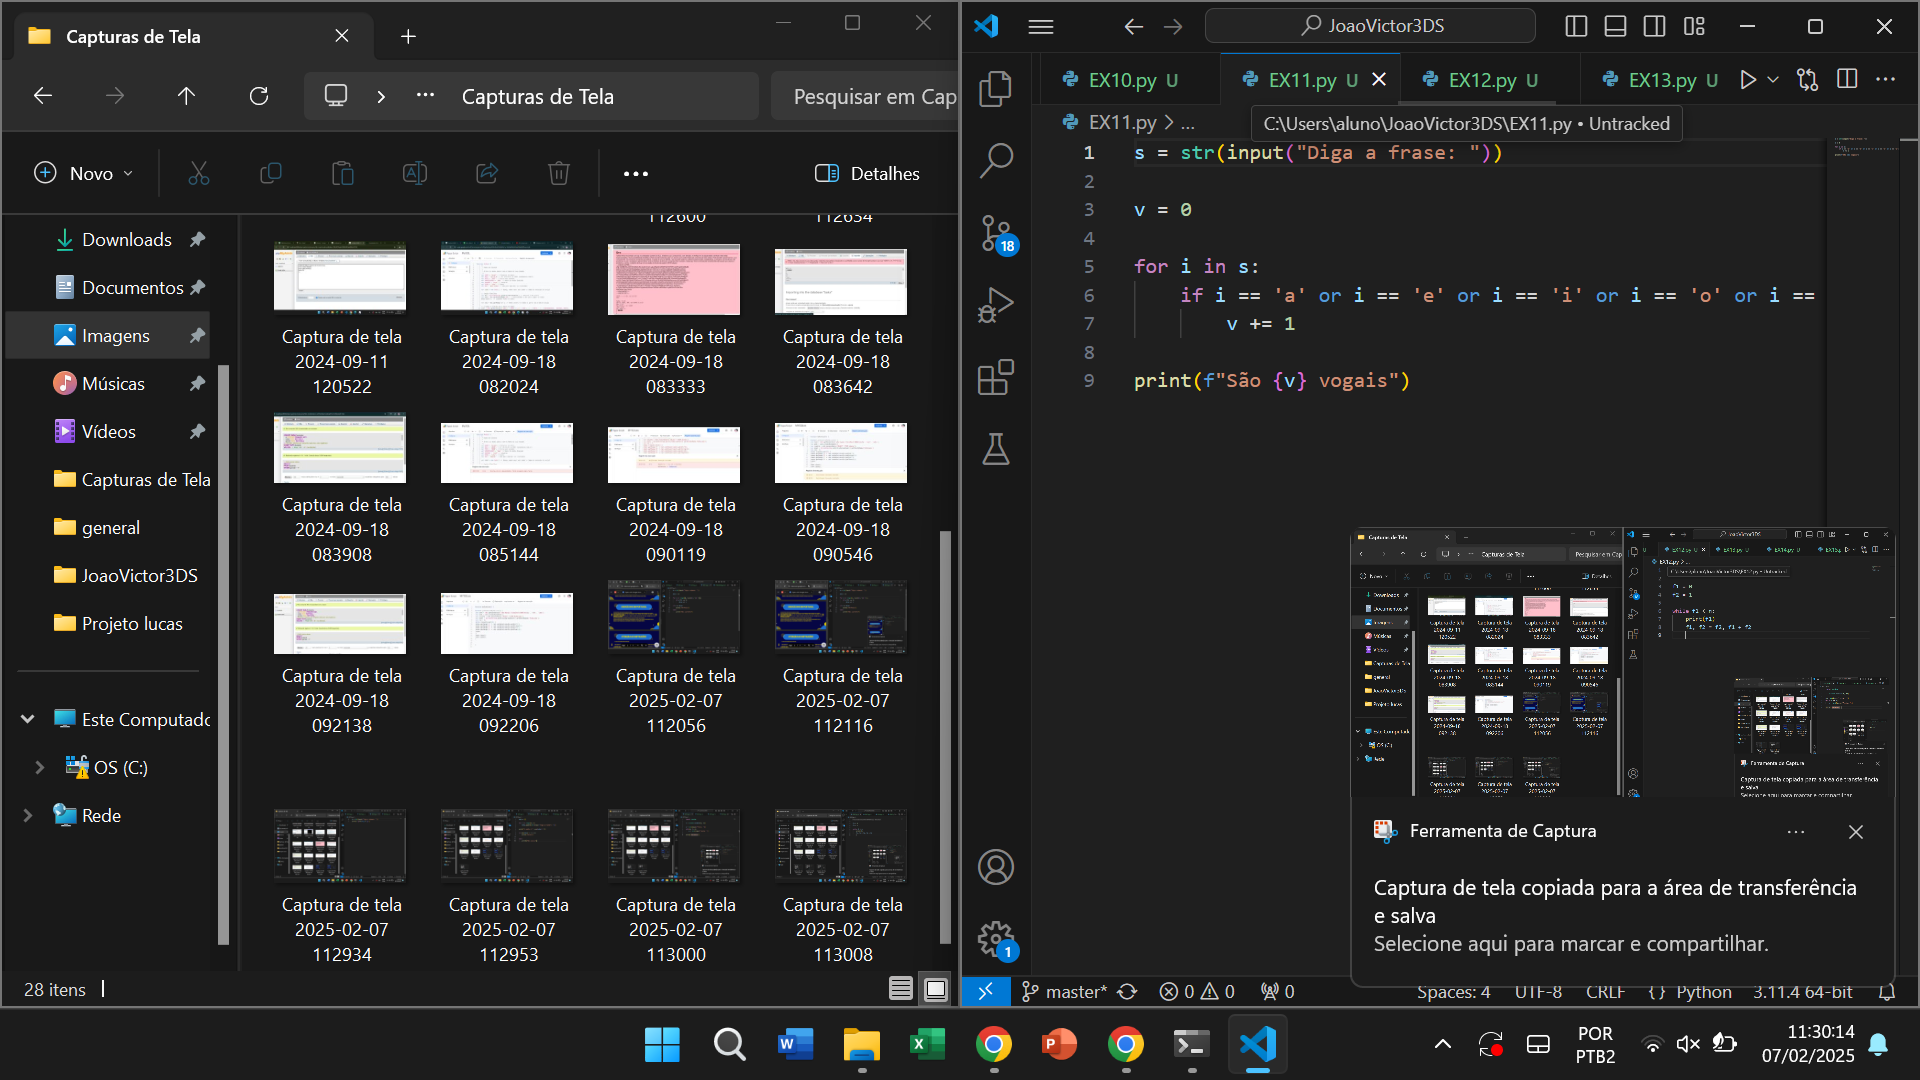 Capturas de Tela
Capturas de Tela
Pesquisar em Cap
Novo
Detalhes
Downloads
Documentos
Imagens
Músicas
Vídeos
Capturas de Tela
general
JoaoVictor3DS
Projeto lucas
Este Computado
OS (C:)
Rede
112600
112634
Captura de tela
2024-09-11
120522
Captura de tela
2024-09-18
082024
Captura de tela
2024-09-18
083333
Captura de tela
2024-09-18
083642
Captura de tela
2024-09-18
083908
Captura de tela
2024-09-18
085144
Captura de tela
2024-09-18
090119
Captura de tela
2024-09-18
090546
Captura de tela
2024-09-18
092138
Captura de tela
2024-09-18
092206
Captura de tela
2025-02-07
112056
Captura de tela
2025-02-07
112116
Captura de tela
2025-02-07
112934
Captura de tela
2025-02-07
112953
Captura de tela
2025-02-07
113000
Captura de tela
2025-02-07
113008
28 itens
JoaoVictor3DS
EX10.py U
EX11.py U
EX12.py U
EX13.py U
EX11.py > ...
C:\Users\aluno\JoaoVictor3DS\EX11.py • Untracked
18
1 s = str(input("Diga a frase: "))
2
3 v = 0
4
5 for i in s:
6 if i == 'a' or i == 'e' or i == 'i' or i == 'o' or i ==
7 v += 1
8
9 print(f"São {v} vogais")
Ferramenta de Captura
Captura de tela copiada para a área de transferência
e salva
Selecione aqui para marcar e compartilhar.
1
master* 0 0 0
Spaces: 4 UTF-8 CRLF {} Python 3.11.4 64-bit
POR
PTB2
11:30:14
07/02/2025